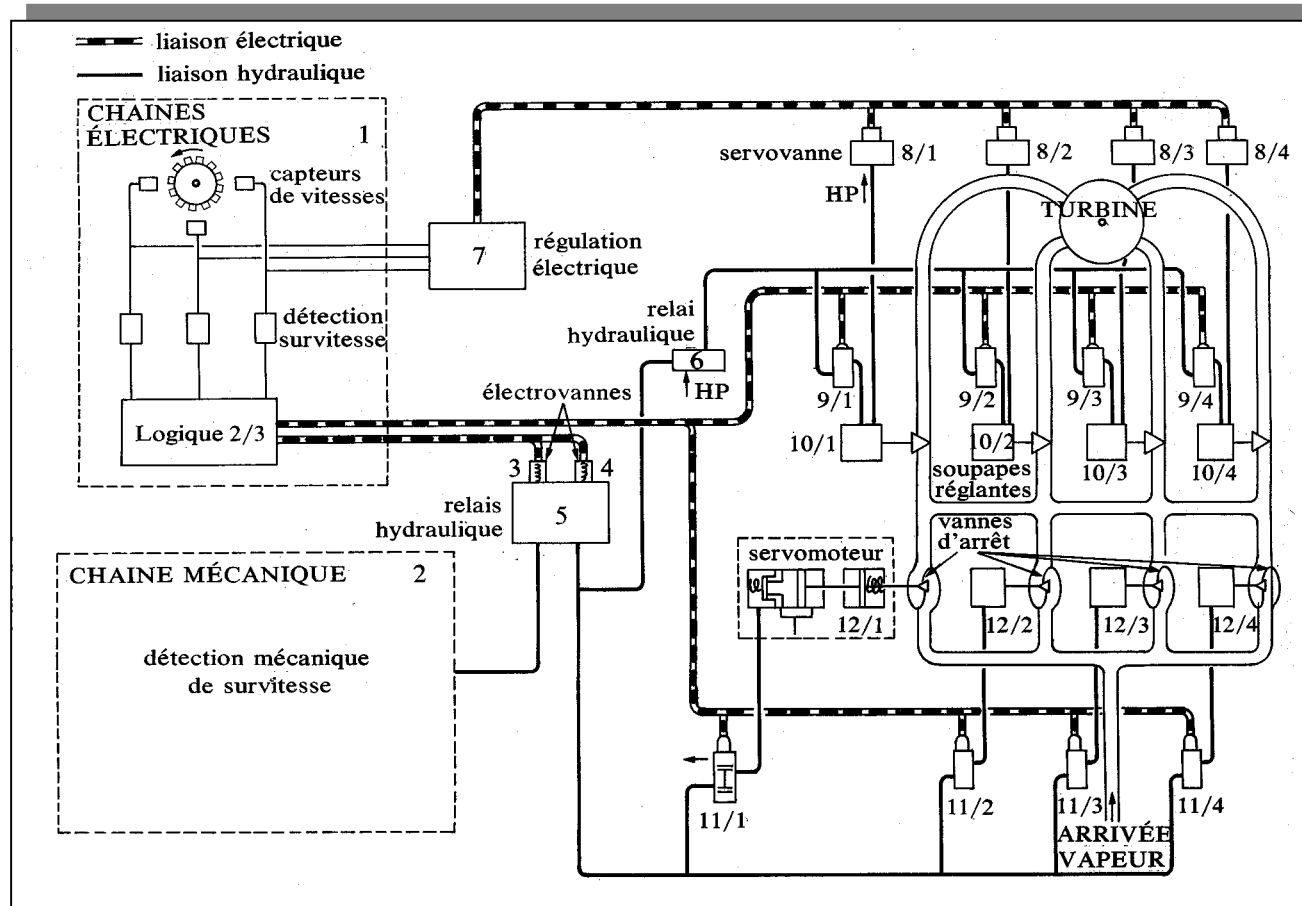 liaison électrique
liaison hydraulique
CHAINES
ÉLECTRIQUES 1
capteurs
de vitesses
détection
survitesse
Logique 2/3
7
régulation
électrique
servovanne
8/1
8/2
8/3
8/4
HP
TURBINE
relai
hydraulique
6
HP
électrovannes
9/1
9/2
9/3
9/4
10/1
10/2
10/3
10/4
soupapes
réglantes
3
4
relais
hydraulique
5
vannes
d'arrêt
servomoteur
12/1
12/2
12/3
12/4
CHAINE MÉCANIQUE 2
détection mécanique
de survitesse
11/1
11/2
11/3
11/4
ARRIVÉE
VAPEUR